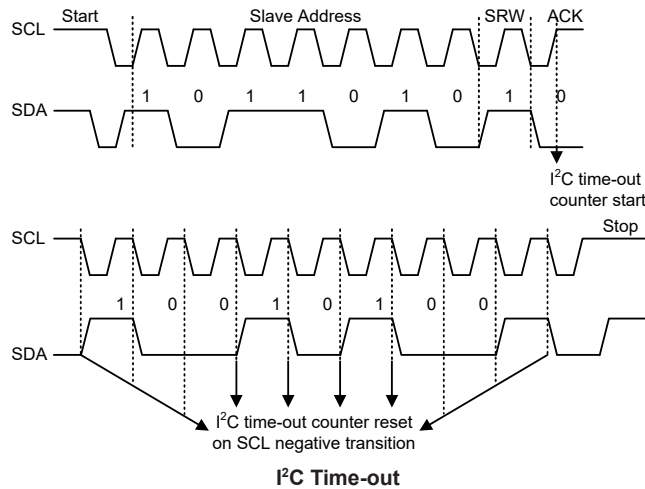 SCL Start Slave Address SRW ACK
1 0 1 1 0 1 0 1 0
SDA
I²C time-out
counter start
Stop
SCL
1 0 0 1 0 1 0 0
SDA
I²C time-out counter reset
on SCL negative transition
I²C Time-out